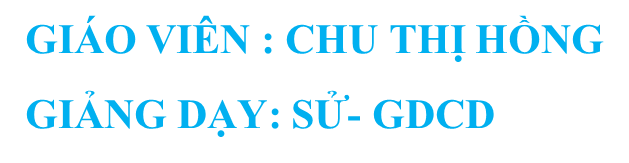 GIÁO VIÊN : CHU THỊ HỒNG
GIẢNG DẠY: SỬ- GDCD